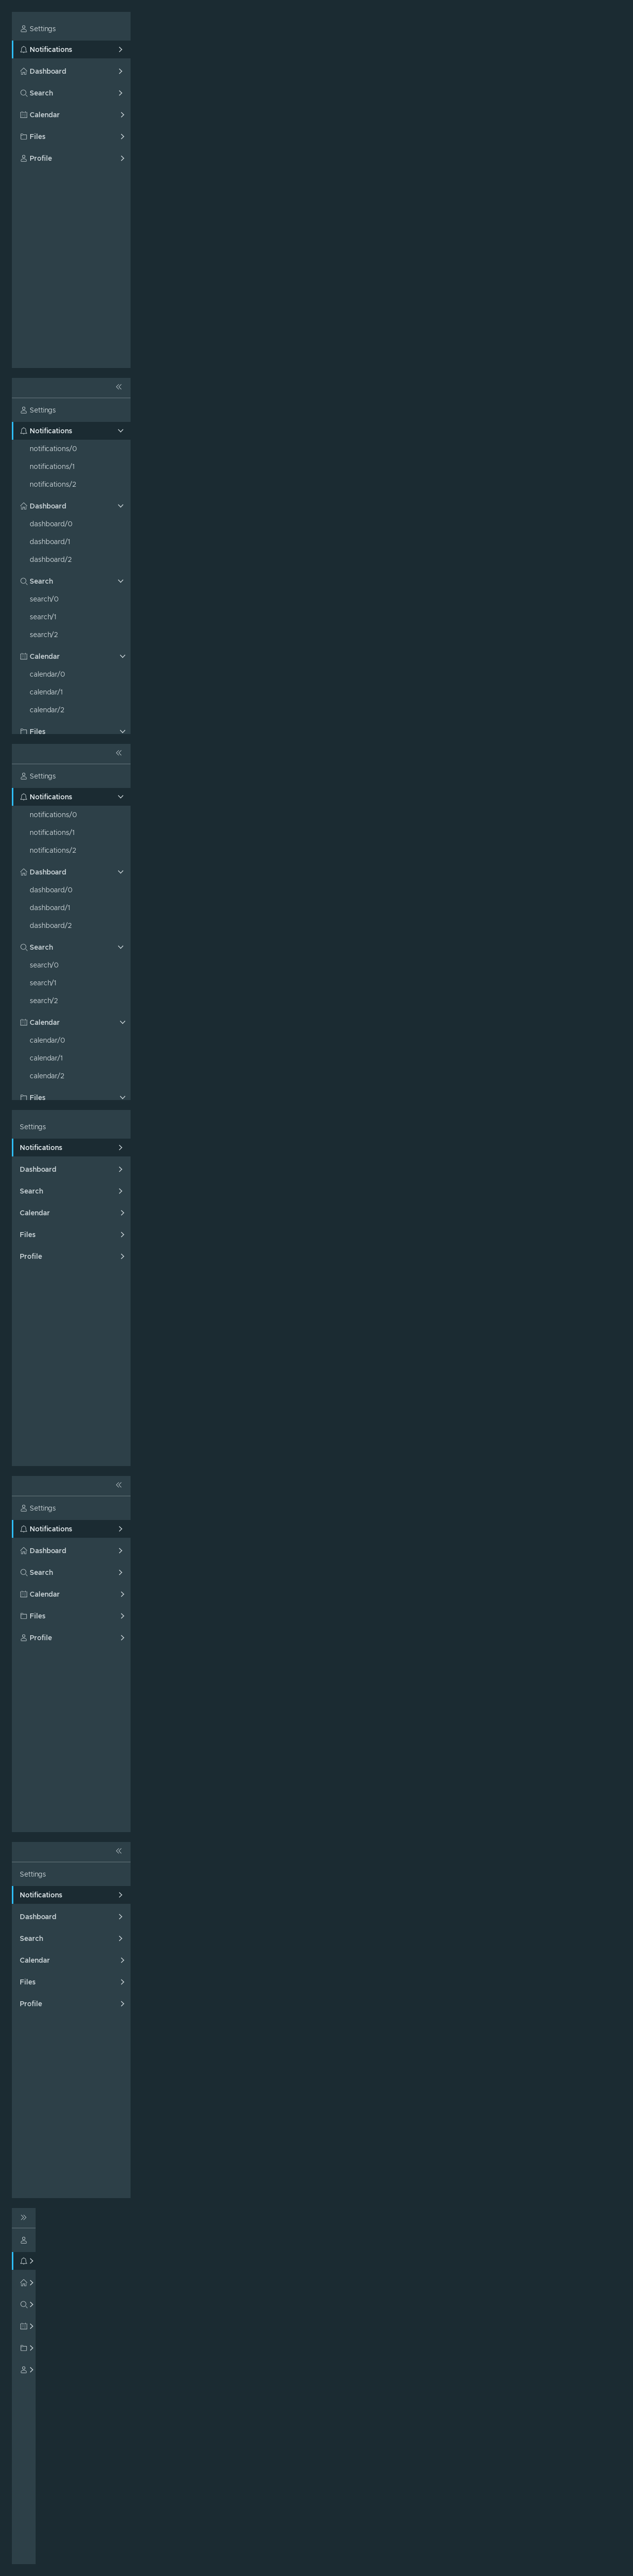 Settings
Notifications
Dashboard
Search
Calendar
Files
Profile
Settings
Notifications
notifications/0
notifications/1
notifications/2
Dashboard
dashboard/0
dashboard/1
dashboard/2
Search
search/0
search/1
search/2
Calendar
calendar/0
calendar/1
calendar/2
Files
Settings
Notifications
notifications/0
notifications/1
notifications/2
Dashboard
dashboard/0
dashboard/1
dashboard/2
Search
search/0
search/1
search/2
Calendar
calendar/0
calendar/1
calendar/2
Files
Settings
Notifications
Dashboard
Search
Calendar
Files
Profile
Settings
Notifications
Dashboard
Search
Calendar
Files
Profile
Settings
Notifications
Dashboard
Search
Calendar
Files
Profile